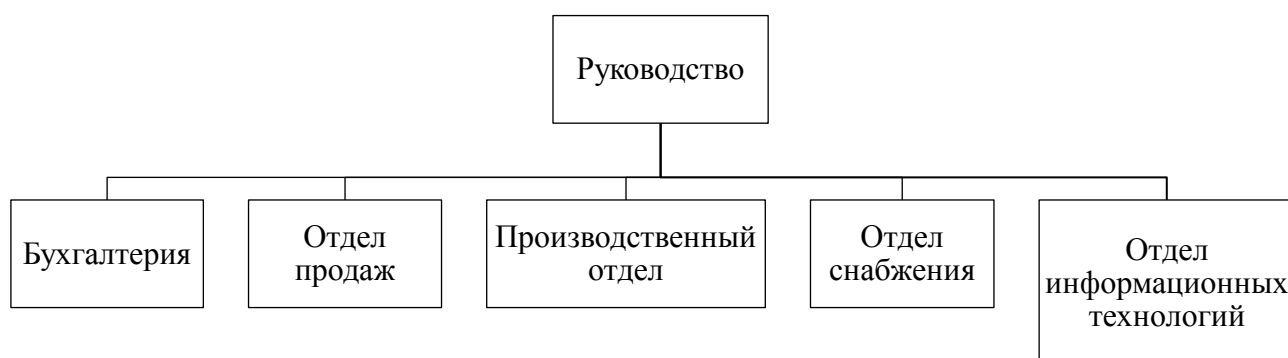 Руководство
Бухгалтерия
Отдел
продаж
Производственный
отдел
Отдел
снабжения
Отдел
информационных
технологий